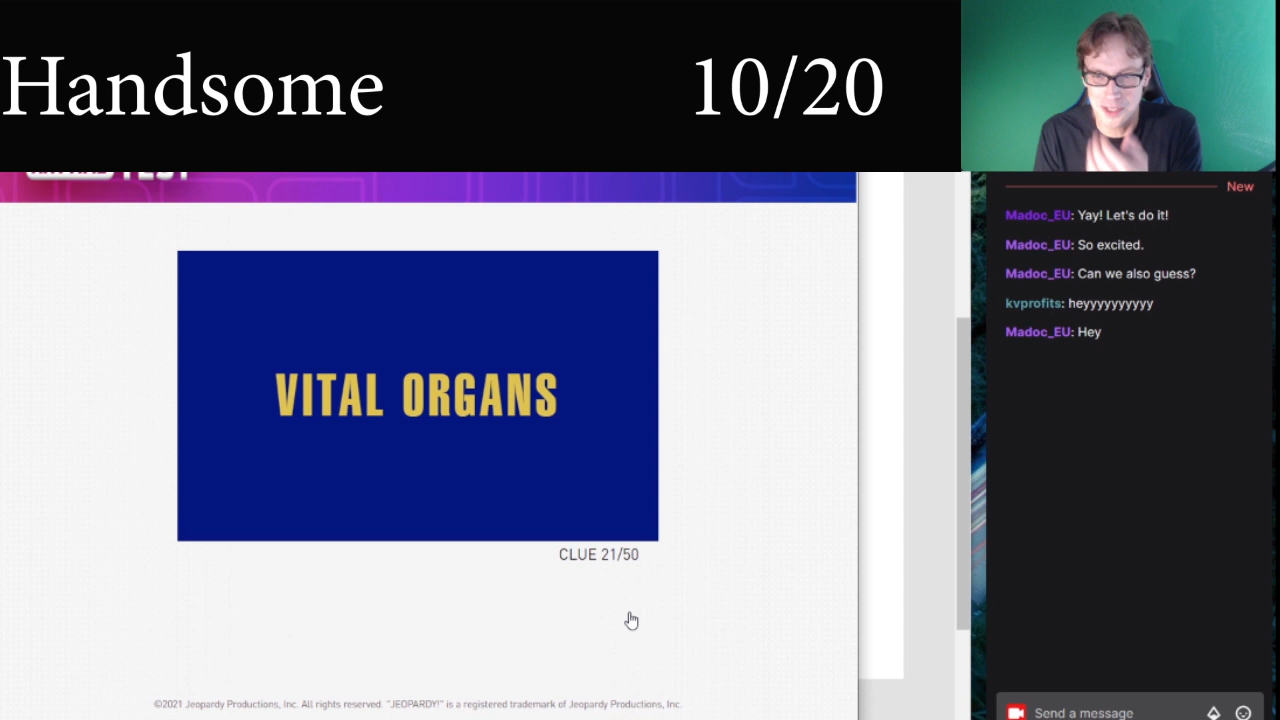 Handsome 10/20
TEST
New
Madoc_EU: Yay! Let's do it!
Madoc_EU: So excited.
Madoc_EU: Can we also guess?
kvprofits: heyyyyyyyyyy
Madoc_EU: Hey
VITAL ORGANS
CLUE 21/50
©2021 Jeopardy Productions, Inc. All rights reserved. "JEOPARDY!" is a registered trademark of Jeopardy Productions, Inc.
Send a message